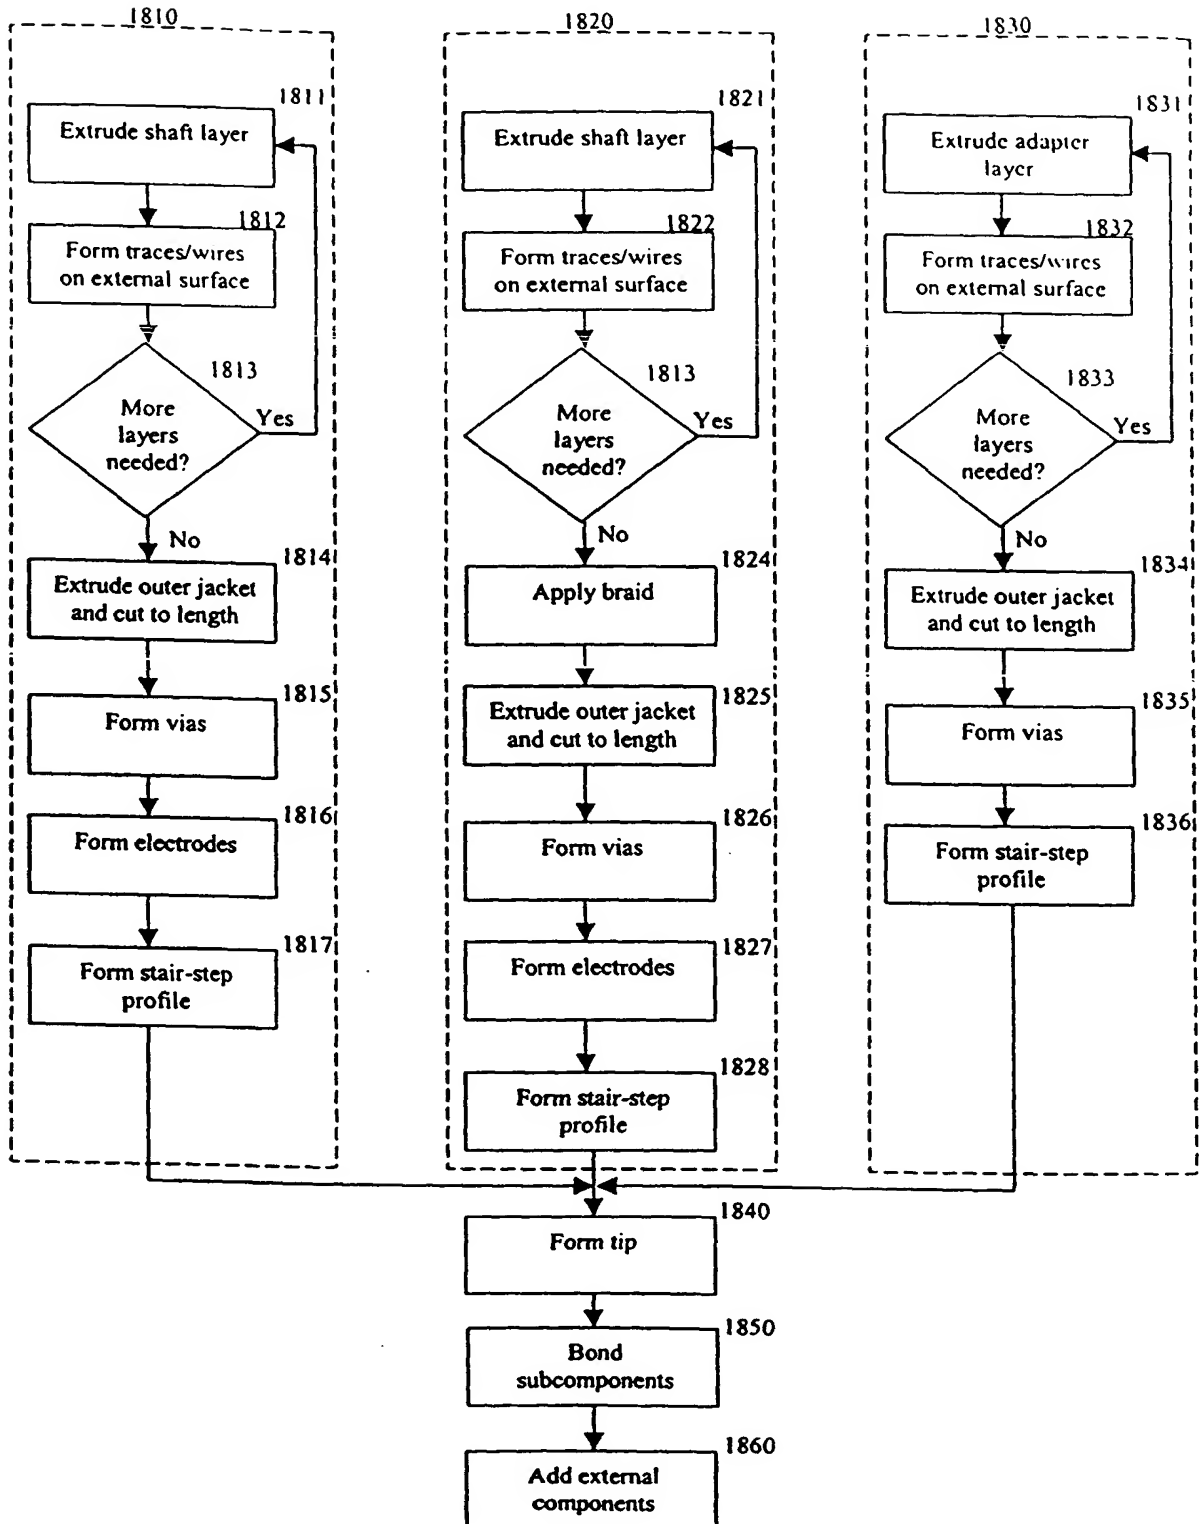 1810
1811
Extrude shaft layer
1812
Form traces/wires
on external surface
1813
More
layers
needed?
Yes
No
1814
Extrude outer jacket
and cut to length
1815
Form vias
1816
Form electrodes
1817
Form stair-step
profile
1820
1821
Extrude shaft layer
1822
Form traces/wires
on external surface
1813
More
layers
needed?
Yes
No
1824
Apply braid
1825
Extrude outer jacket
and cut to length
1826
Form vias
1827
Form electrodes
1828
Form stair-step
profile
1830
1831
Extrude adapter
layer
1832
Form traces/wires
on external surface
1833
More
layers
needed?
Yes
No
1834
Extrude outer jacket
and cut to length
1835
Form vias
1836
Form stair-step
profile
1840
Form tip
1850
Bond
subcomponents
1860
Add external
components